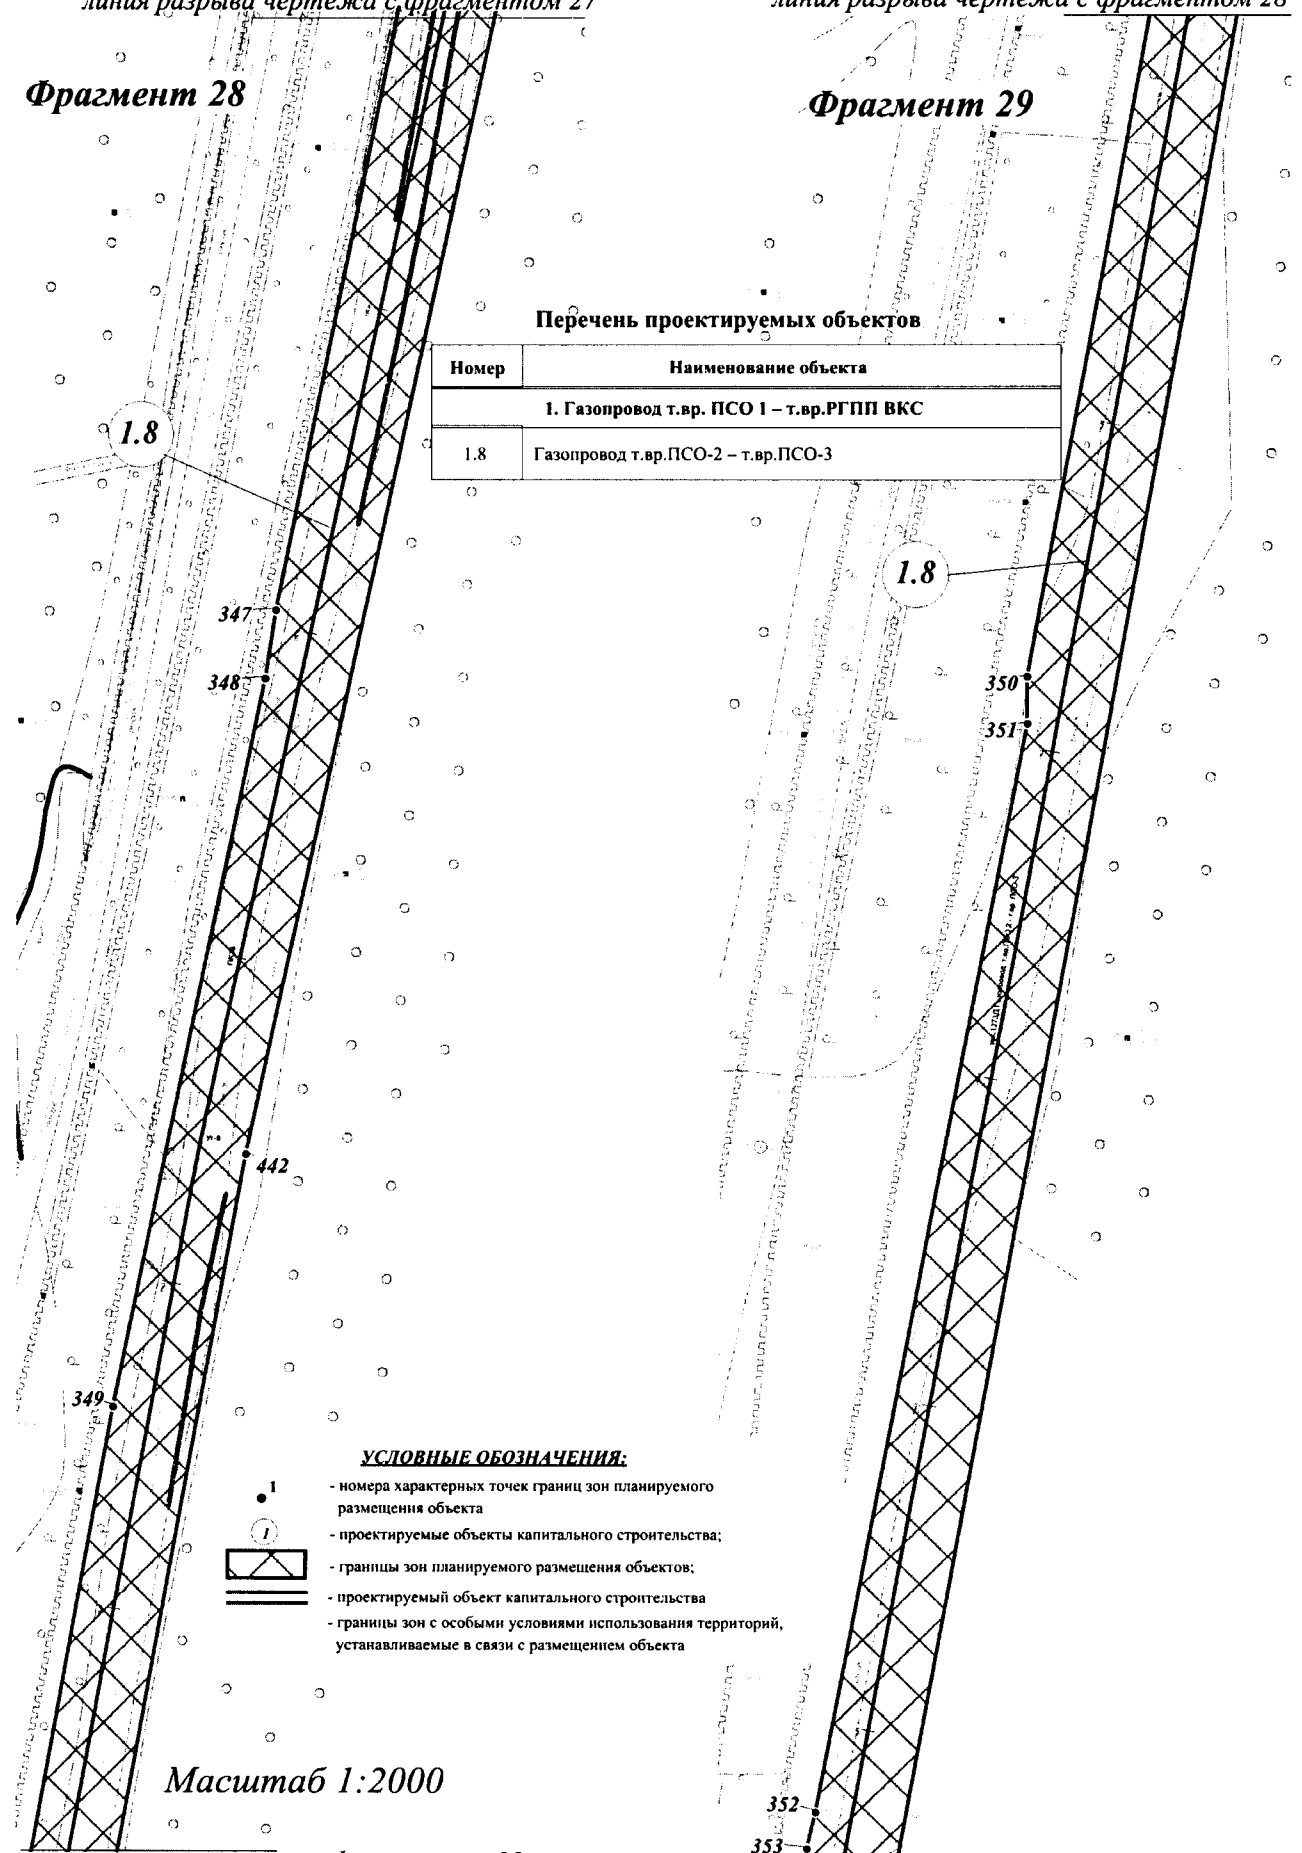 линия разрыва чертежа с фрагментом 27
линия разрыва чертежа с фрагментом 28
Фрагмент 28
Фрагмент 29
Перечень проектируемых объектов
Номер Наименование объекта
1. Газопровод т.вр. ПСО 1 – т.вр.РГПП ВКС
1.8 Газопровод т.вр.ПСО-2 – т.вр.ПСО-3
1.8
1.8
347
348
350
351
442
349
УСЛОВНЫЕ ОБОЗНАЧЕНИЯ:
1 - номера характерных точек границ зон планируемого
размещения объекта
1 - проектируемые объекты капитального строительства;
- границы зон планируемого размещения объектов;
- проектируемый объект капитального строительства
- границы зон с особыми условиями использования территорий,
устанавливаемые в связи с размещением объекта
Масштаб 1:2000
352
353